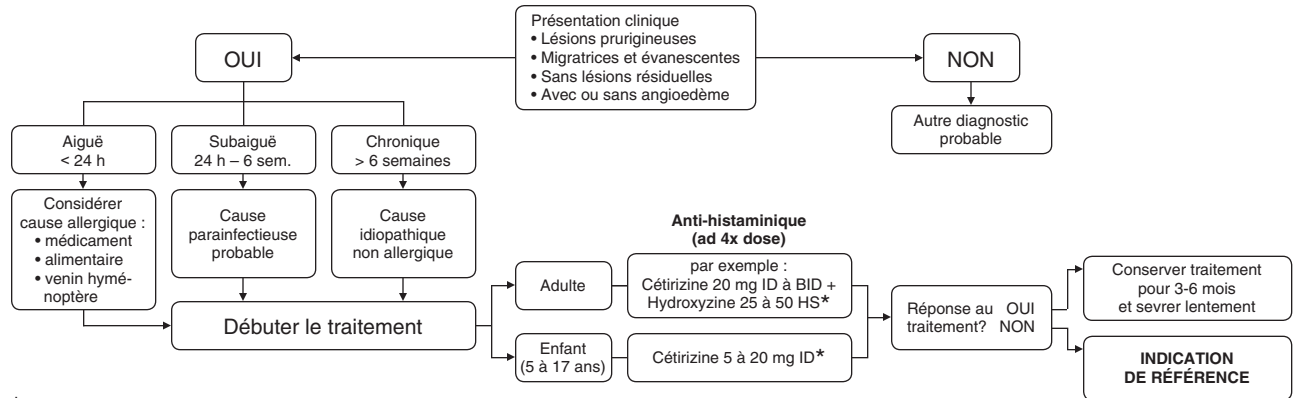 Présentation clinique
• Lésions prurigineuses
• Migratrices et évanescentes
• Sans lésions résiduelles
• Avec ou sans angioedème
OUI
NON
Autre diagnostic
probable
Aiguë
< 24 h
Subaiguë
24 h – 6 sem.
Chronique
> 6 semaines
Considérer
cause allergique :
• médicament
• alimentaire
• venin hymé-
noptère
Cause
parainfectieuse
probable
Cause
idiopathique
non allergique
Débuter le traitement
Anti-histaminique
(ad 4x dose)
Adulte
par exemple :
Cétirizine 20 mg ID à BID +
Hydroxyzine 25 à 50 HS*
Enfant
(5 à 17 ans)
Cétirizine 5 à 20 mg ID*
Réponse au OUI
traitement? NON
Conserver traitement
pour 3-6 mois
et sevrer lentement
INDICATION
DE RÉFÉRENCE